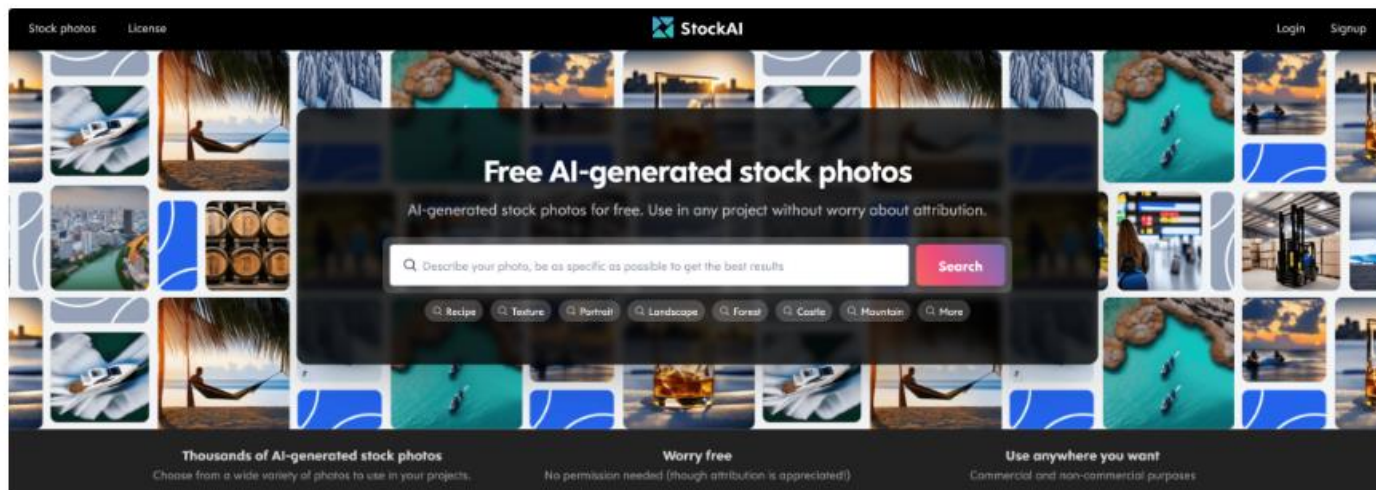 Stock photos
License
StockAI
Login
Signup
Free AI-generated stock photos
AI-generated stock photos for free. Use in any project without worry about attribution.
Describe your photo, be as specific as possible to get the best results
Search
Recipe
Texture
Portrait
Landscape
Forest
Castle
Mountain
More
Thousands of AI-generated stock photos
Choose from a wide variety of photos to use in your projects.
Worry free
No permission needed (though attribution is appreciated!)
Use anywhere you want
Commercial and non-commercial purposes